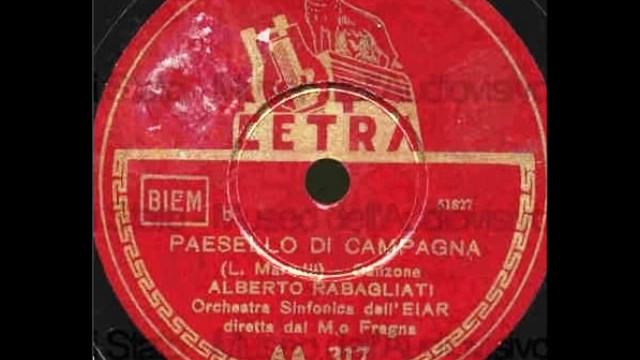 CETRA
BIEM
51827
PAESELLO DI CAMPAGNA
Canzone
ALBERTO RABAGLIATI
Orchestra Sinfonica dell'EIAR
diretta dal M.o Fragna
AA 317